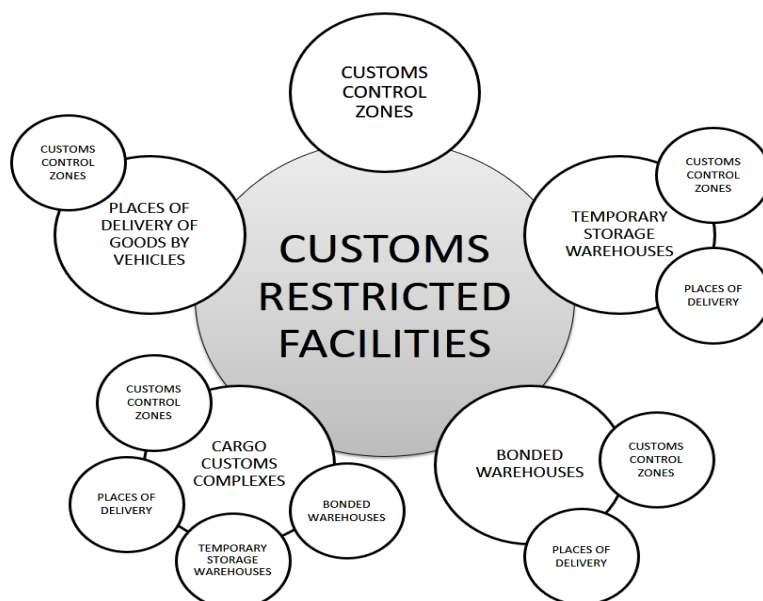 CUSTOMS
CONTROL
ZONES
CUSTOMS
CONTROL
ZONES
PLACES OF
DELIVERY OF
GOODS BY
VEHICLES
CUSTOMS
RESTRICTED
FACILITIES
TEMPORARY
STORAGE
WAREHOUSES
CUSTOMS
CONTROL
ZONES
PLACES OF
DELIVERY
CUSTOMS
CONTROL
ZONES
CARGO
CUSTOMS
COMPLEXES
PLACES OF
DELIVERY
TEMPORARY
STORAGE
WAREHOUSES
BONDED
WAREHOUSES
BONDED
WAREHOUSES
CUSTOMS
CONTROL
ZONES
PLACES OF
DELIVERY